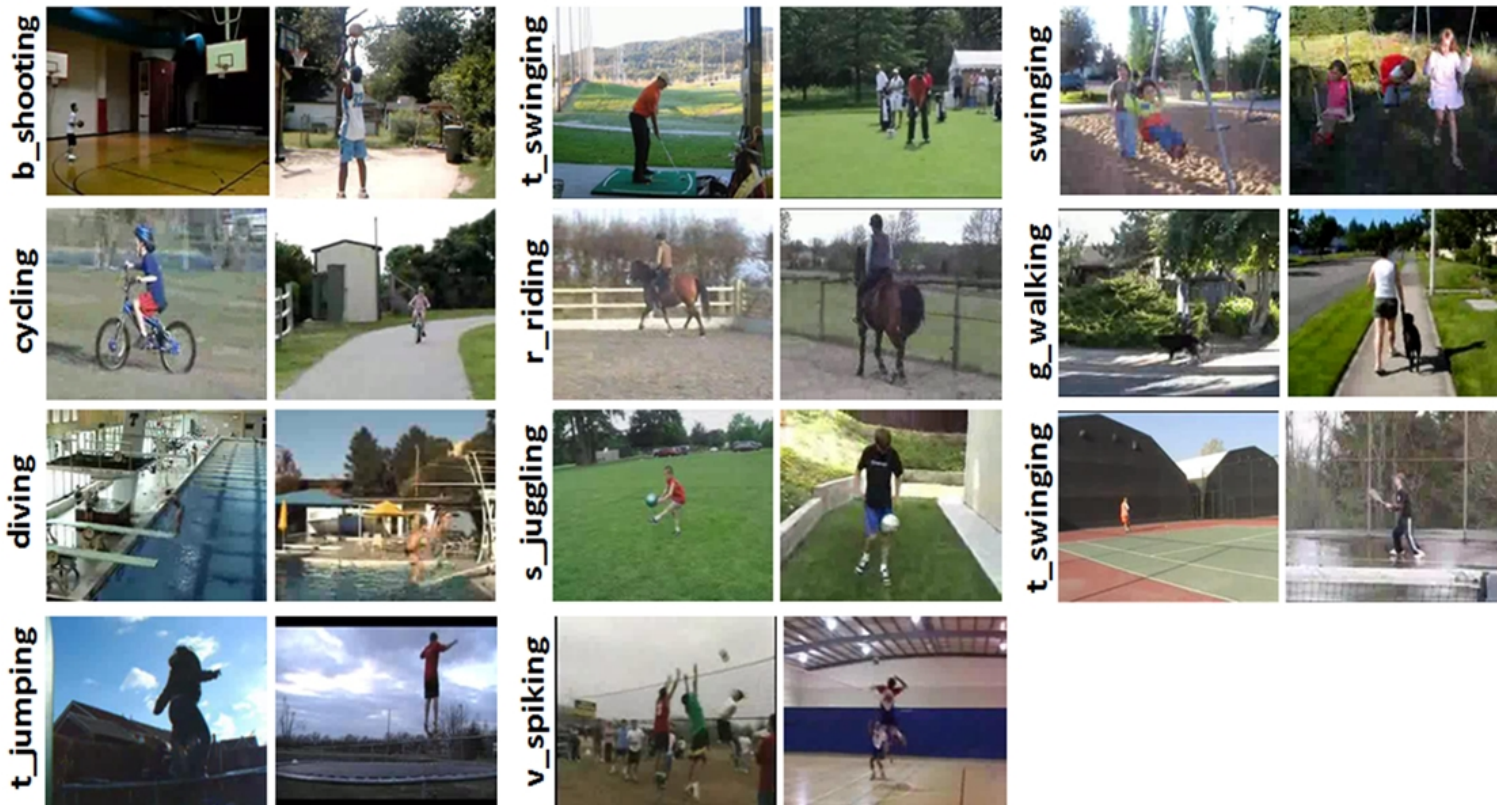 b_shooting
t_swinging
swinging
cycling
r_riding
g_walking
diving
s_juggling
t_swinging
t_jumping
v_spiking